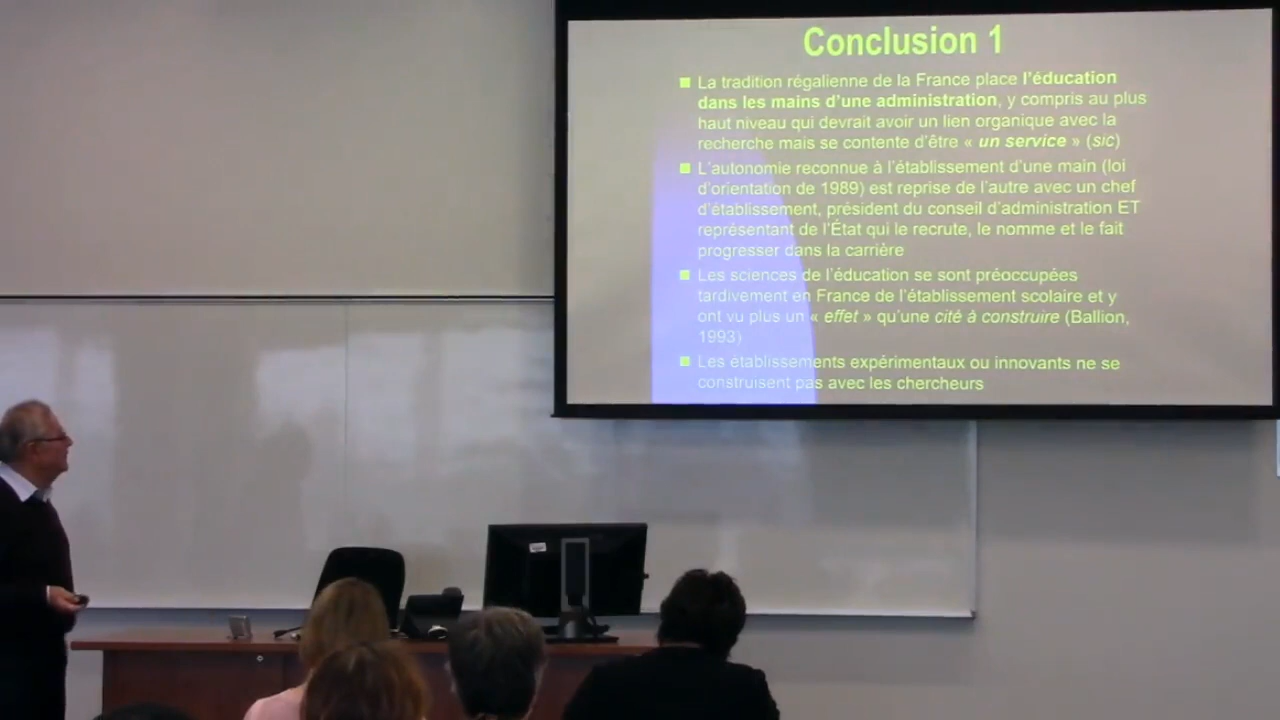 Conclusion 1
La tradition régalienne de la France place l'éducation
dans les mains d'une administration, y compris au plus
haut niveau qui devrait avoir un lien organique avec la
recherche mais se contente d'être « un service » (sic)
L'autonomie reconnue à l'établissement d'une main (loi
d'orientation de 1989) est reprise de l'autre avec un chef
d'établissement, président du conseil d'administration ET
représentant de l'État qui le recrute, le nomme et le fait
progresser dans la carrière
Les sciences de l'éducation se sont préoccupées
tardivement en France de l'établissement scolaire et y
ont vu plus un « effet » qu'une cité à construire (Ballion,
1993)
Les établissements expérimentaux ou innovants ne se
construisent pas avec les chercheurs